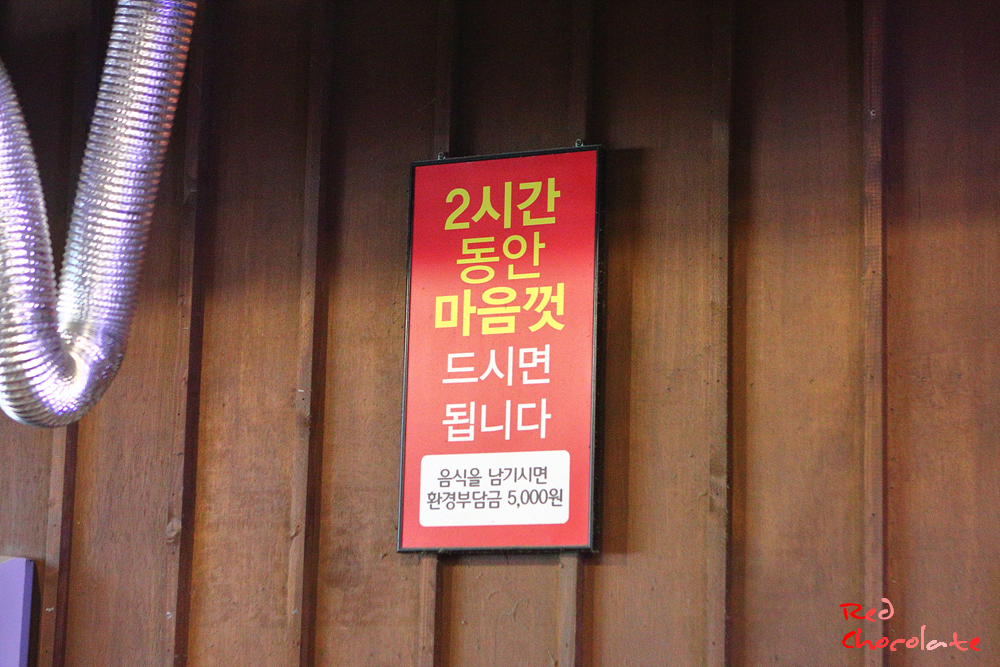 2시간
동안
마음껏
드시면
됩니다
음식을 남기시면
환경부담금 5,000원
Red
Chocolate